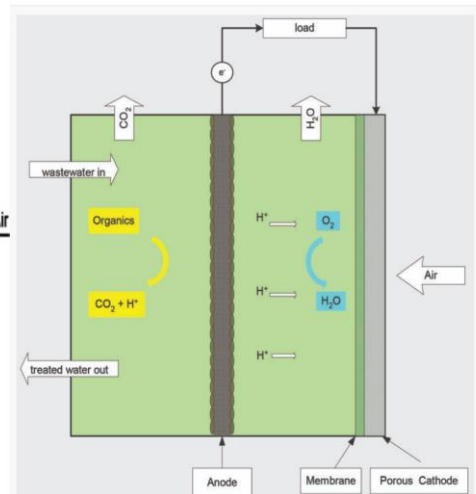 load
e⁻
CO₂
H₂O
wastewater in
Organics
H⁺
O₂
Air
CO₂ + H⁺
H⁺
H₂O
H⁺
treated water out
Anode
Membrane
Porous Cathode